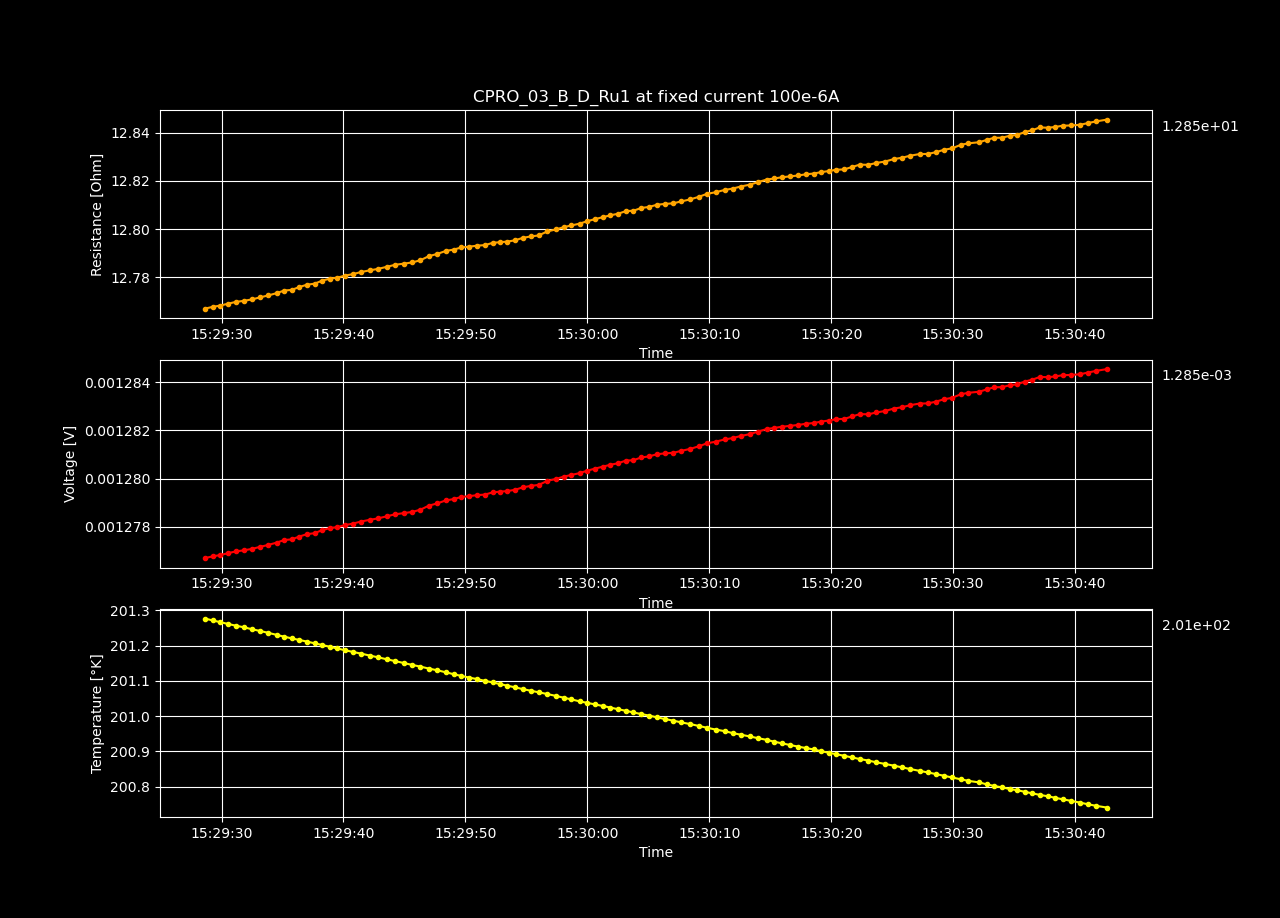 CPRO_03_B_D_Ru1 at fixed current 100e-6A
1.285e+01
Resistance [Ohm]
12.84
12.82
12.80
12.78
15:29:30 15:29:40 15:29:50 15:30:00 15:30:10 15:30:20 15:30:30 15:30:40
Time
1.285e-03
Voltage [V]
0.001284
0.001282
0.001280
0.001278
15:29:30 15:29:40 15:29:50 15:30:00 15:30:10 15:30:20 15:30:30 15:30:40
Time
2.01e+02
Temperature [°K]
201.3
201.2
201.1
201.0
200.9
200.8
15:29:30 15:29:40 15:29:50 15:30:00 15:30:10 15:30:20 15:30:30 15:30:40
Time